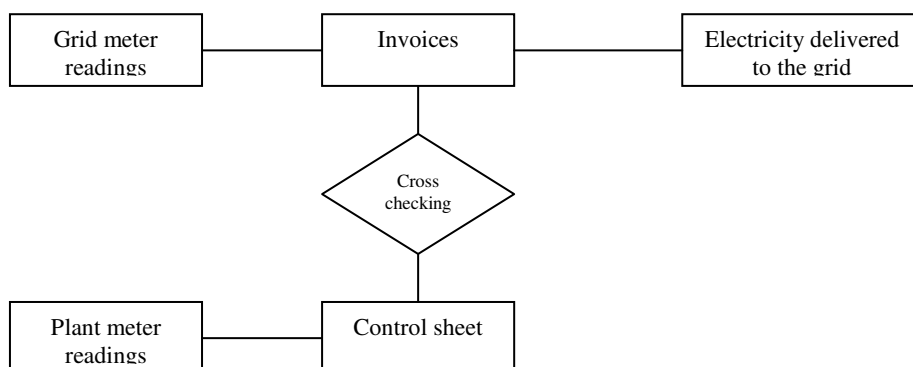 Grid meter
readings
Invoices
Electricity delivered
to the grid
Cross
checking
Plant meter
readings
Control sheet